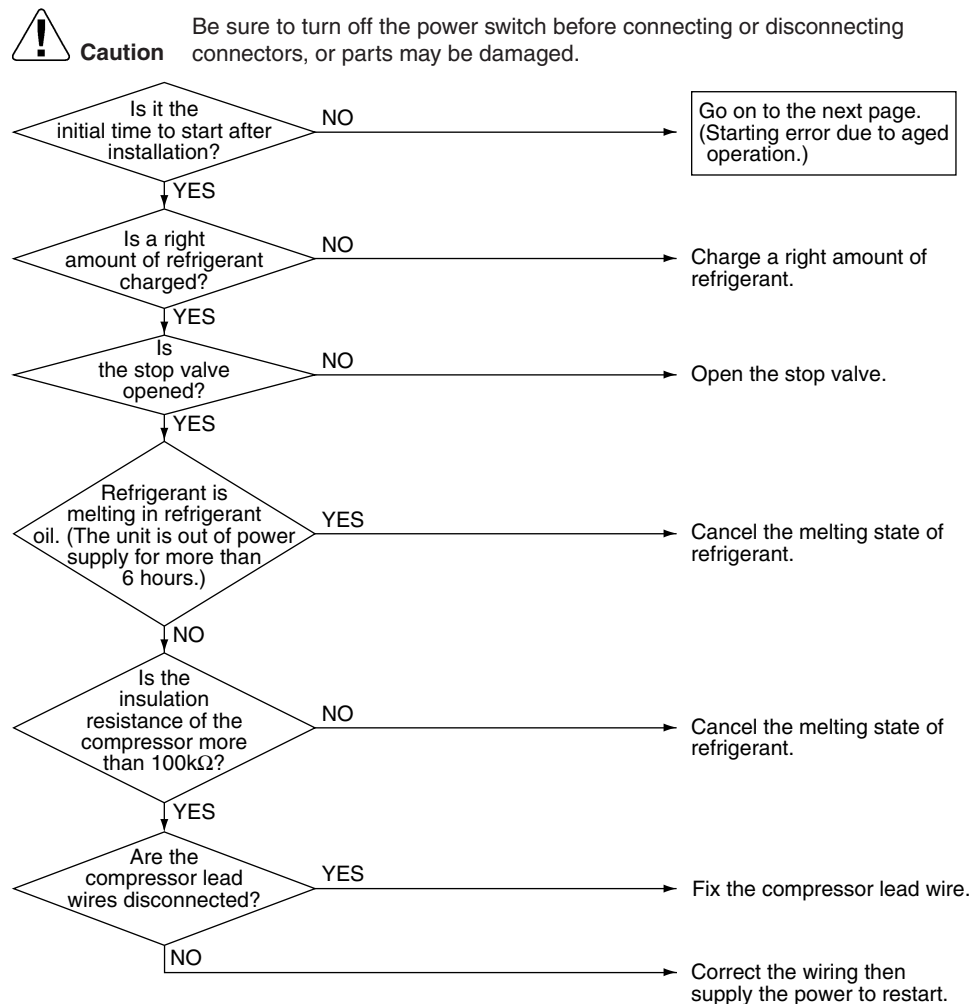 Be sure to turn off the power switch before connecting or disconnecting
Caution connectors, or parts may be damaged.
Is it the
initial time to start after
installation?
NO
Go on to the next page.
(Starting error due to aged
operation.)
YES
Is a right
amount of refrigerant
charged?
NO
Charge a right amount of
refrigerant.
YES
Is
the stop valve
opened?
NO
Open the stop valve.
YES
Refrigerant is
melting in refrigerant
oil. (The unit is out of power
supply for more than
6 hours.)
YES
Cancel the melting state of
refrigerant.
NO
Is the
insulation
resistance of the
compressor more
than 100kΩ?
NO
Cancel the melting state of
refrigerant.
YES
Are the
compressor lead
wires disconnected?
YES
Fix the compressor lead wire.
NO
Correct the wiring then
supply the power to restart.